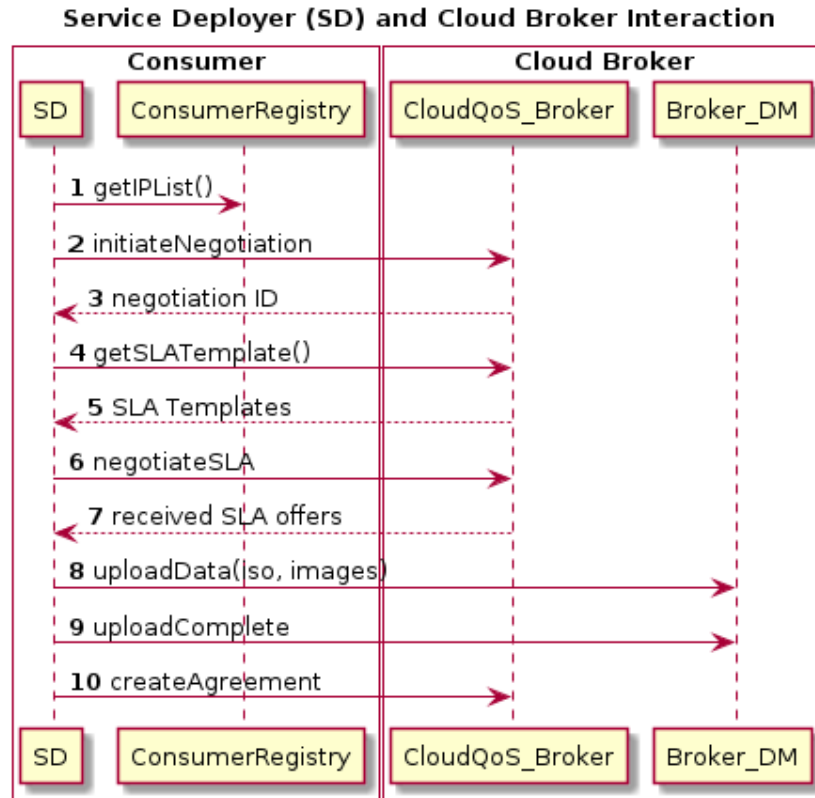 Service Deployer (SD) and Cloud Broker Interaction
Consumer
Cloud Broker
SD
ConsumerRegistry
CloudQoS_Broker
Broker_DM
1 getIPList()
2 initiateNegotiation
3 negotiation ID
4 getSLATemplate()
5 SLA Templates
6 negotiateSLA
7 received SLA offers
8 uploadData(iso, images)
9 uploadComplete
10 createAgreement
SD
ConsumerRegistry
CloudQoS_Broker
Broker_DM